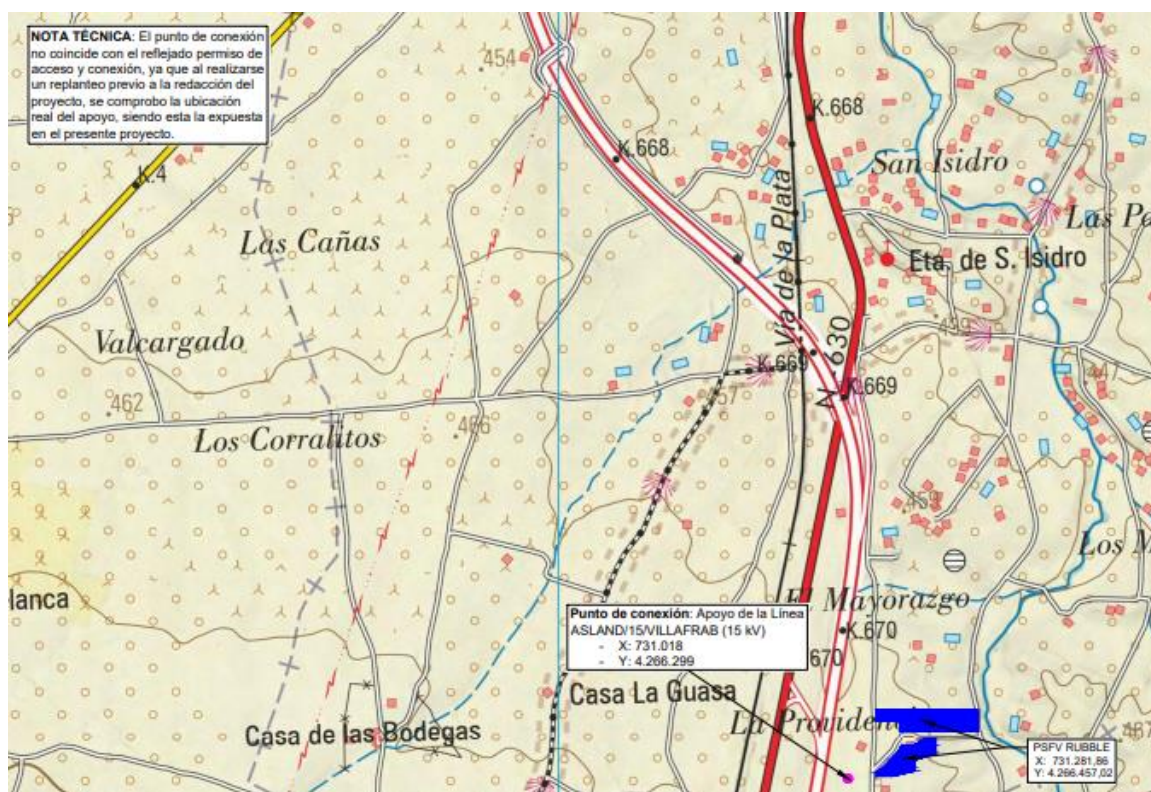 NOTA TÉCNICA: El punto de conexión
no coincide con el reflejado permiso de
acceso y conexión, ya que al realizarse
un replanteo previo a la redacción del
proyecto, se comprobo la ubicación
real del apoyo, siendo esta la expuesta
en el presente proyecto.
454
K.668
K.668
San Isidro
K.4
Las Pa
Las Cañas
Vía de la Plata
Eta. de S. Isidro
Valcargado
N-630
K.669
K.669
447
462
457
Los Corralitos
466
459
Los M
lanca
Punto de conexión: Apoyo de la Línea
ASLAND/15/VILLAFRAB (15 kV)
- X: 731.018
- Y: 4.266.299
El Mayorazgo
K.670
670
Casa La Guasa
La Providen
Casa de las Bodegas
467
PSFV RUBBLE
X: 731.281,86
Y: 4.266.457,02